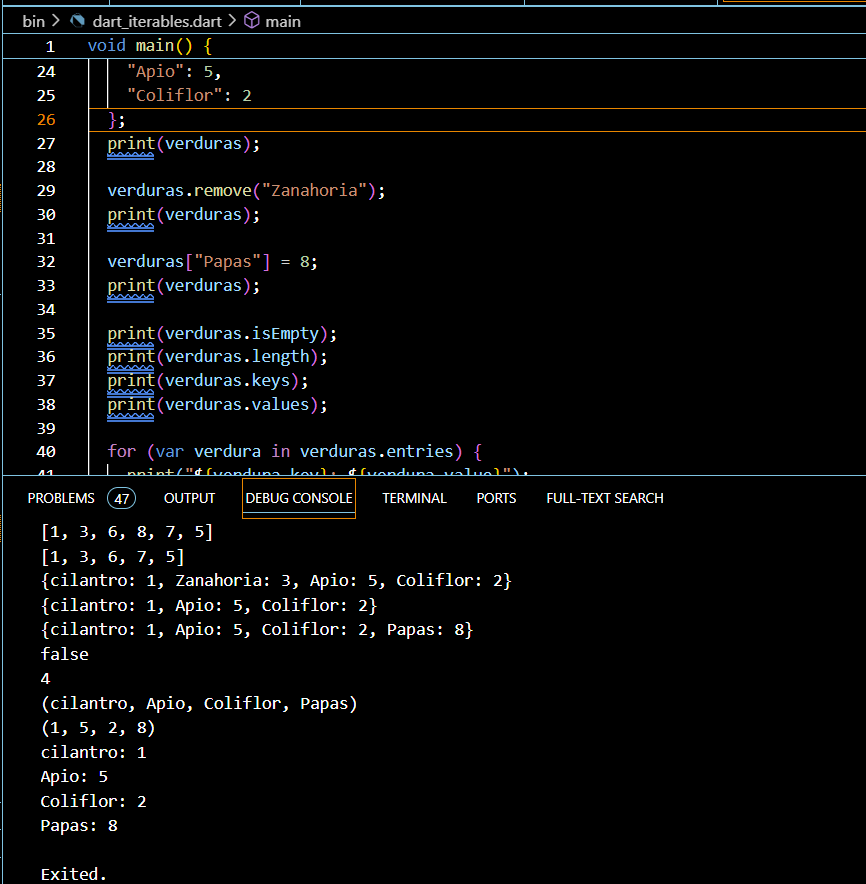 bin > dart_iterables.dart > main
1 void main() {
24 "Apio": 5,
25 "Coliflor": 2
26 };
27 print(verduras);
28
29 verduras.remove("Zanahoria");
30 print(verduras);
31
32 verduras["Papas"] = 8;
33 print(verduras);
34
35 print(verduras.isEmpty);
36 print(verduras.length);
37 print(verduras.keys);
38 print(verduras.values);
39
40 for (var verdura in verduras.entries) {
41 print("${verdura.key}: ${verdura.value}");
PROBLEMS 47 OUTPUT DEBUG CONSOLE TERMINAL PORTS FULL-TEXT SEARCH
[1, 3, 6, 8, 7, 5]
[1, 3, 6, 7, 5]
{cilantro: 1, Zanahoria: 3, Apio: 5, Coliflor: 2}
{cilantro: 1, Apio: 5, Coliflor: 2}
{cilantro: 1, Apio: 5, Coliflor: 2, Papas: 8}
false
4
(cilantro, Apio, Coliflor, Papas)
(1, 5, 2, 8)
cilantro: 1
Apio: 5
Coliflor: 2
Papas: 8
Exited.